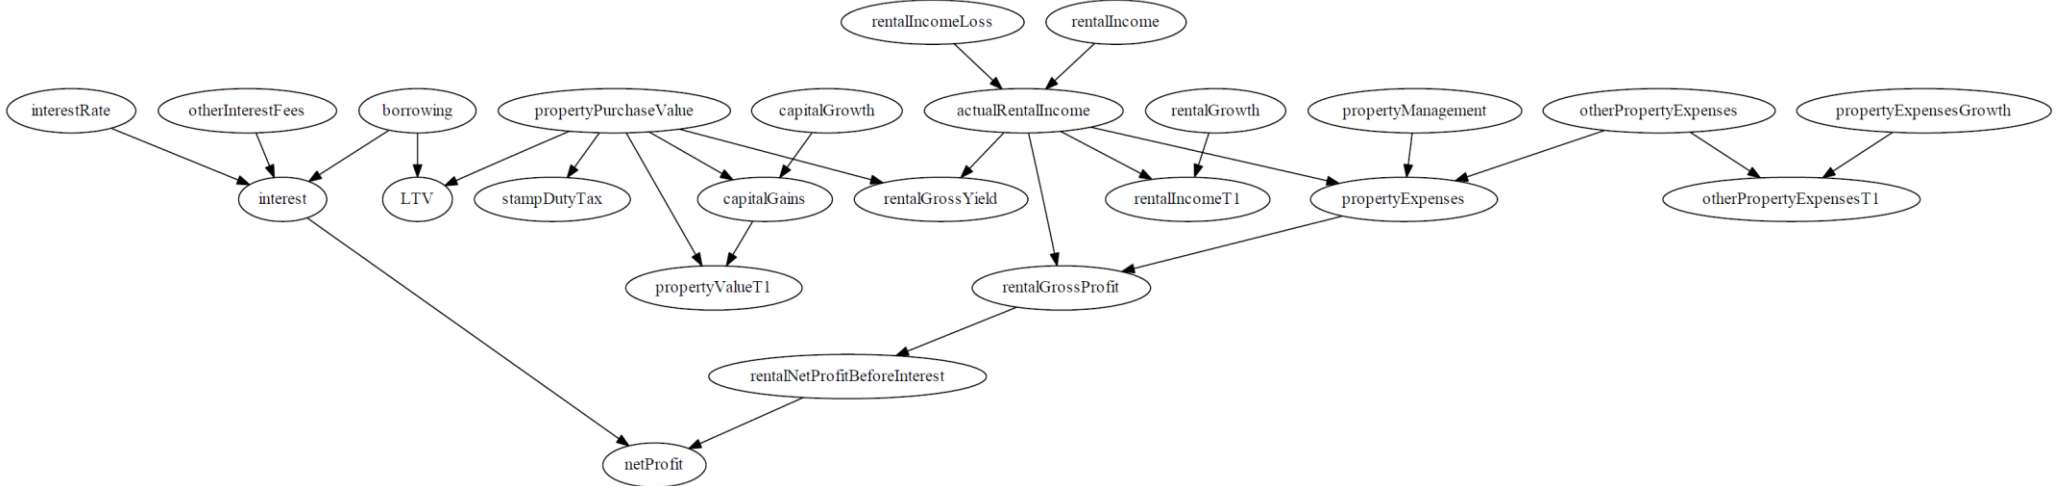 rentalIncomeLoss rentalIncome
interestRate otherInterestFees borrowing propertyPurchaseValue capitalGrowth actualRentalIncome rentalGrowth propertyManagement otherPropertyExpenses propertyExpensesGrowth
interest LTV stampDutyTax capitalGains rentalGrossYield rentalIncomeT1 propertyExpenses otherPropertyExpensesT1
propertyValueT1 rentalGrossProfit
rentalNetProfitBeforeInterest
netProfit